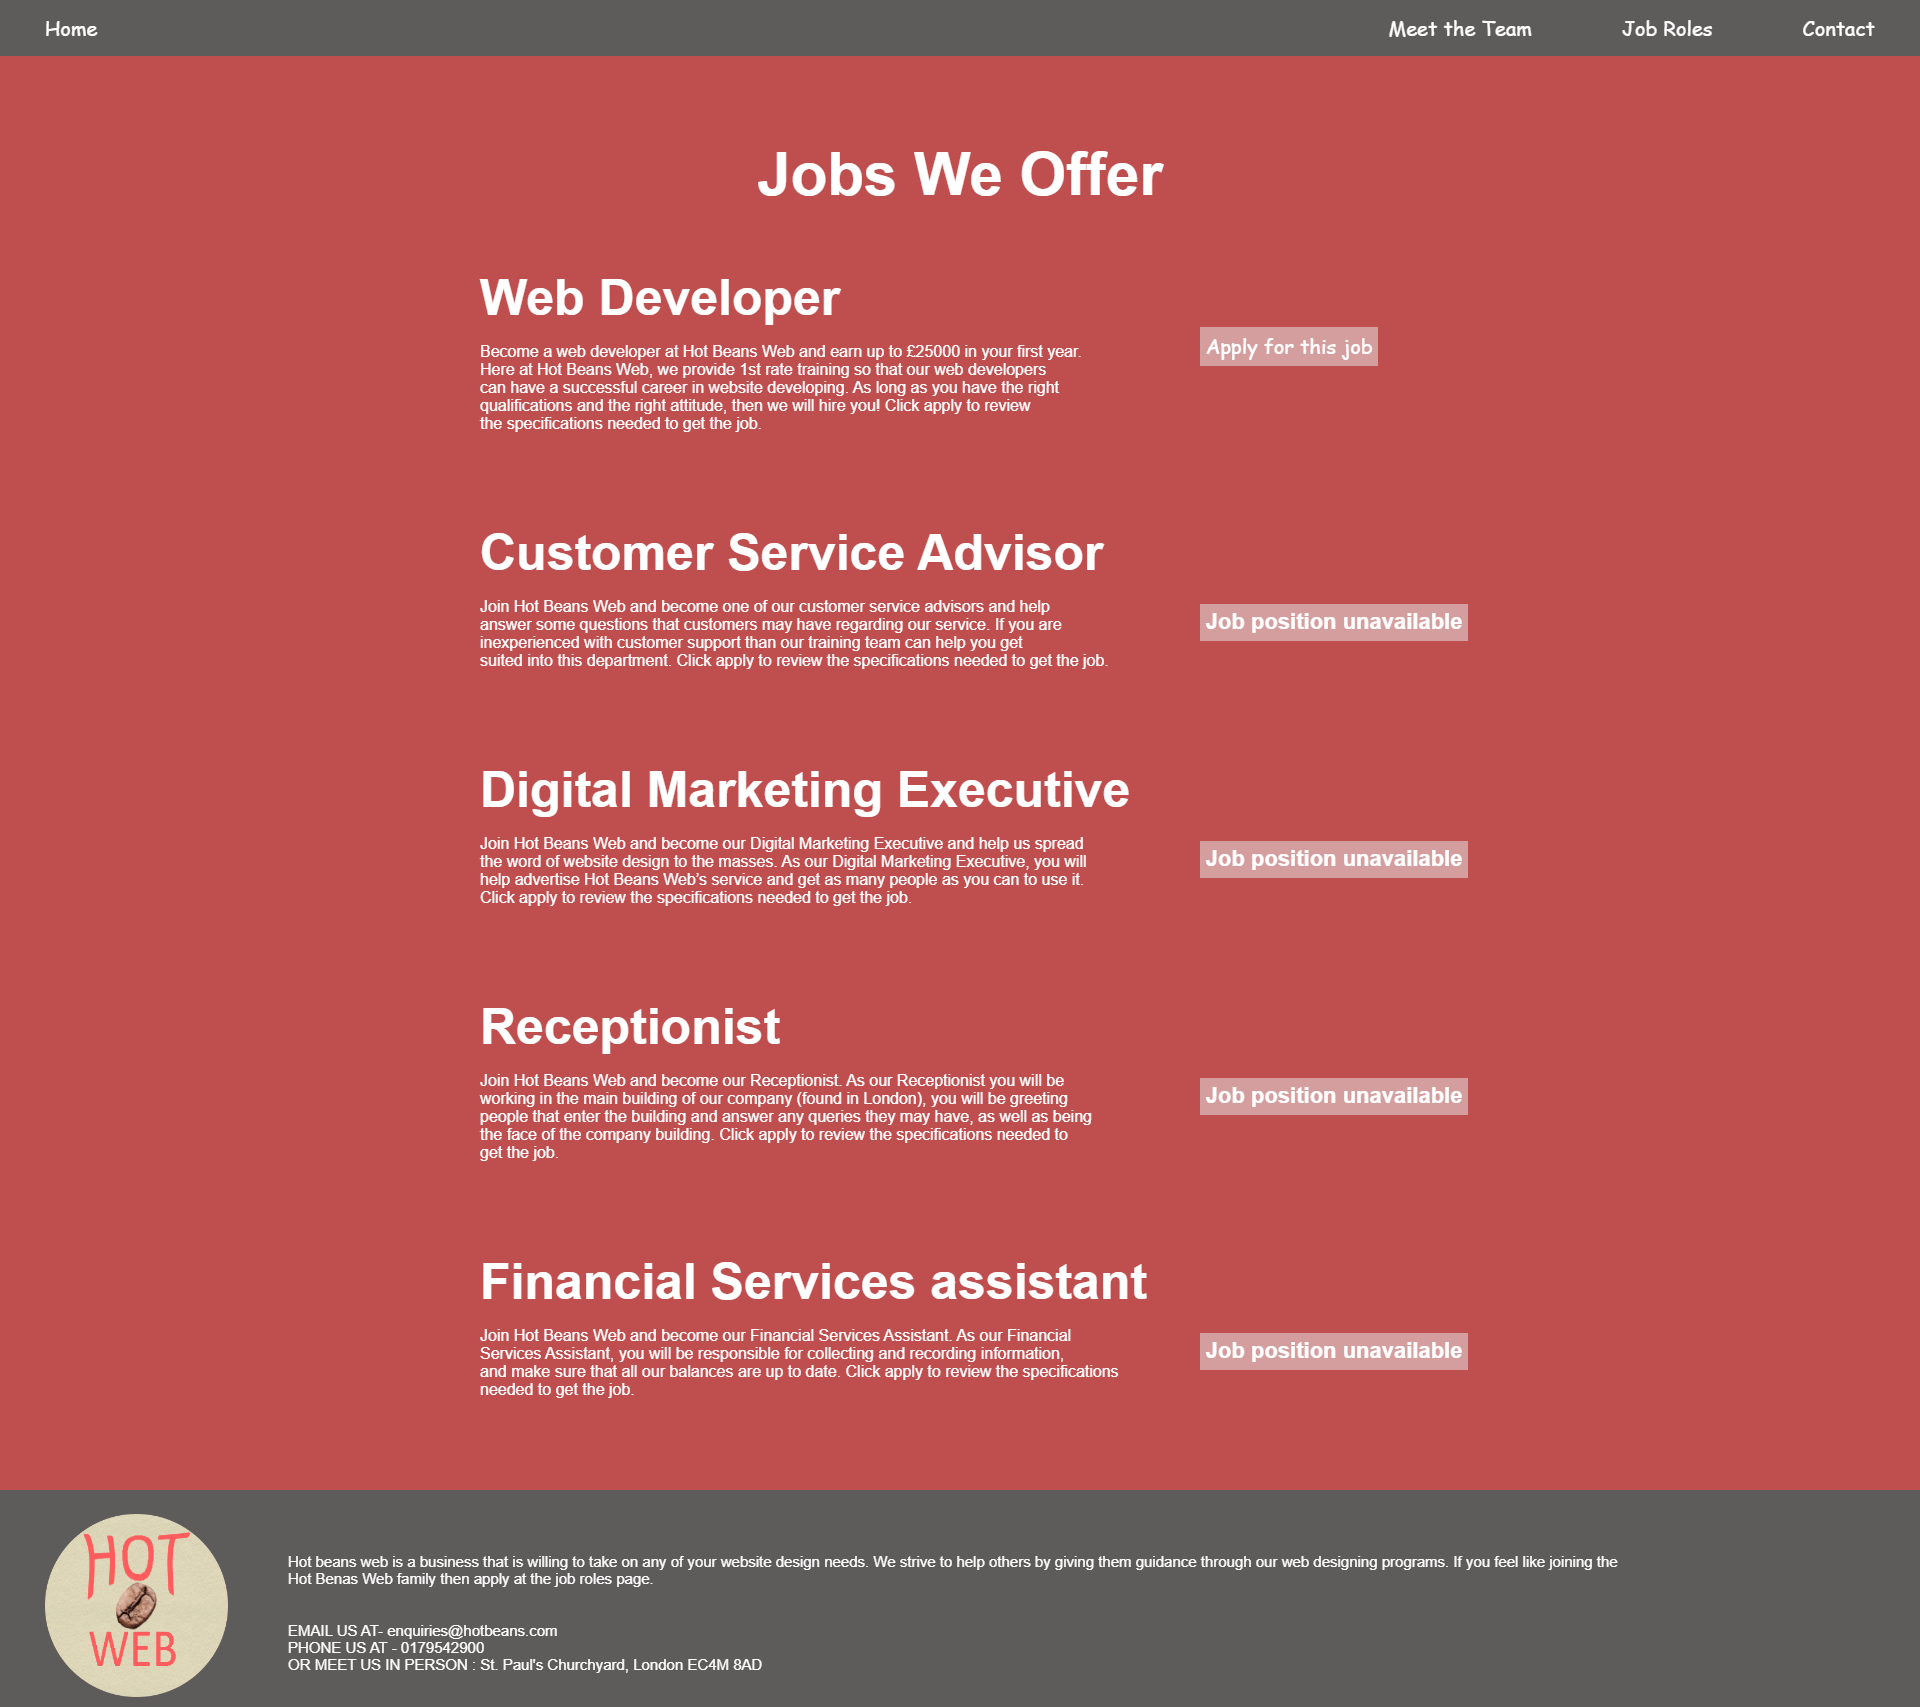 Home
Meet the Team
Job Roles
Contact
Jobs We Offer
Web Developer
Become a web developer at Hot Beans Web and earn up to £25000 in your first year.
Here at Hot Beans Web, we provide 1st rate training so that our web developers
can have a successful career in website developing. As long as you have the right
qualifications and the right attitude, then we will hire you! Click apply to review
the specifications needed to get the job.
Apply for this job
Customer Service Advisor
Join Hot Beans Web and become one of our customer service advisors and help
answer some questions that customers may have regarding our service. If you are
inexperienced with customer support than our training team can help you get
suited into this department. Click apply to review the specifications needed to get the job.
Job position unavailable
Digital Marketing Executive
Join Hot Beans Web and become our Digital Marketing Executive and help us spread
the word of website design to the masses. As our Digital Marketing Executive, you will
help advertise Hot Beans Web's service and get as many people as you can to use it.
Click apply to review the specifications needed to get the job.
Job position unavailable
Receptionist
Join Hot Beans Web and become our Receptionist. As our Receptionist you will be
working in the main building of our company (found in London), you will be greeting
people that enter the building and answer any queries they may have, as well as being
the face of the company building. Click apply to review the specifications needed to
get the job.
Job position unavailable
Financial Services assistant
Join Hot Beans Web and become our Financial Services Assistant. As our Financial
Services Assistant, you will be responsible for collecting and recording information,
and make sure that all our balances are up to date. Click apply to review the specifications
needed to get the job.
Job position unavailable
HOT
WEB
Hot beans web is a business that is willing to take on any of your website design needs. We strive to help others by giving them guidance through our web designing programs. If you feel like joining the
Hot Benas Web family then apply at the job roles page.
EMAIL US AT- enquiries@hotbeans.com
PHONE US AT - 0179542900
OR MEET US IN PERSON : St. Paul's Churchyard, London EC4M 8AD